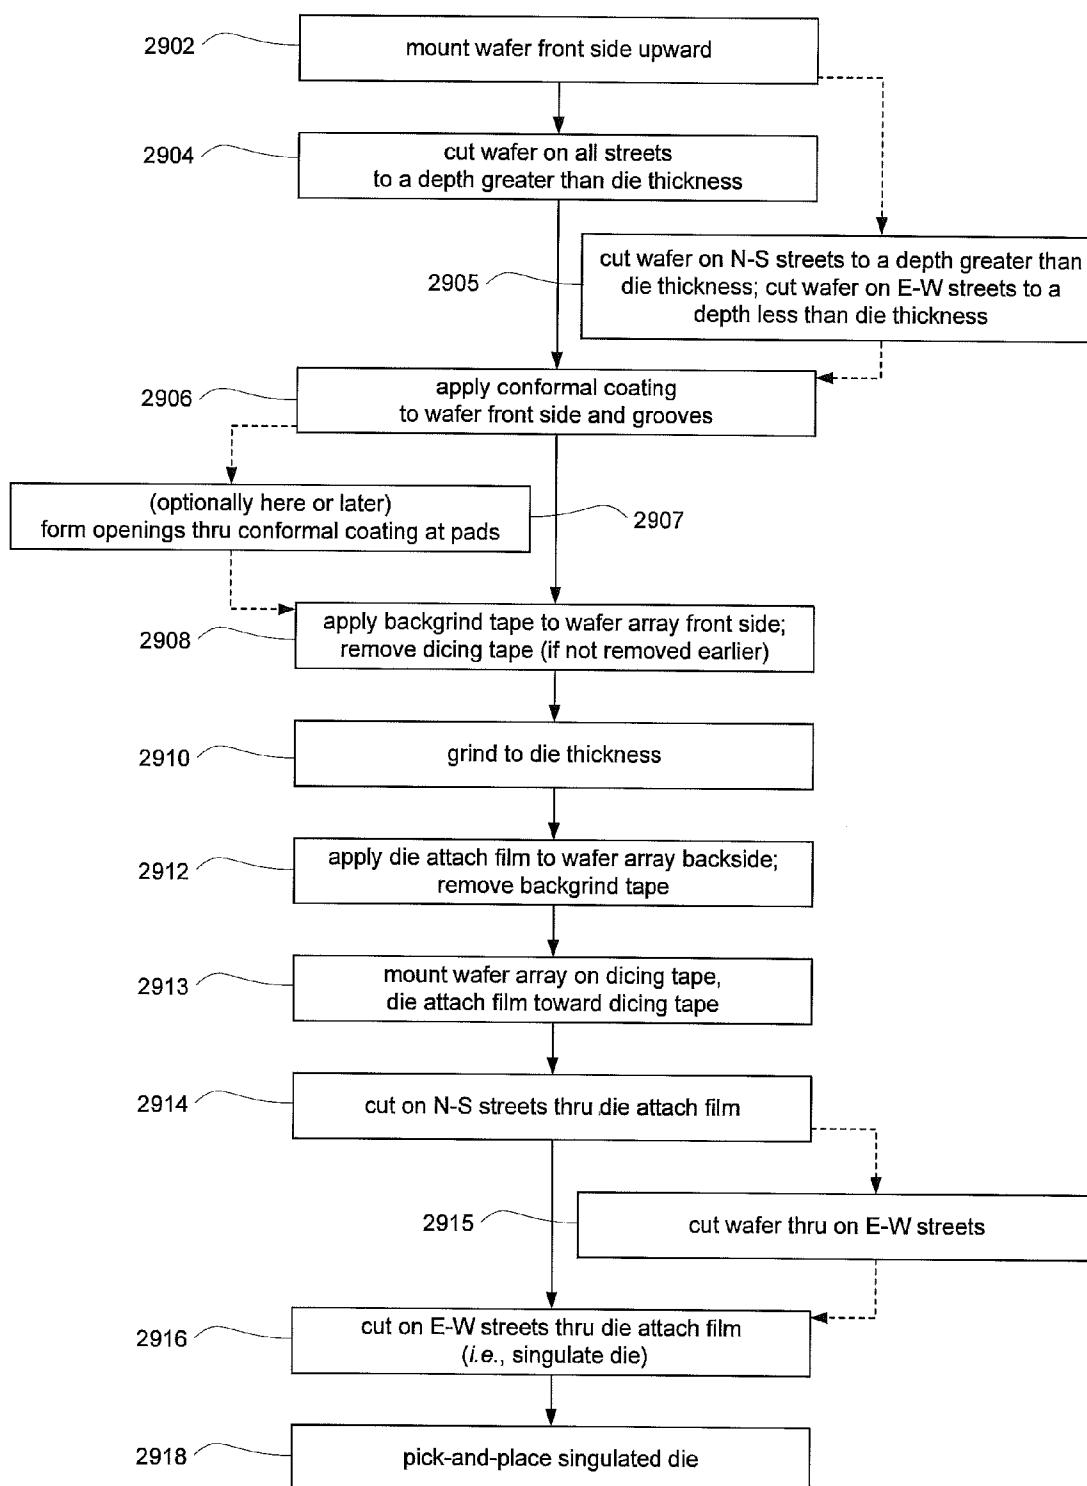 2902
mount wafer front side upward
2904
cut wafer on all streets
to a depth greater than die thickness
2905
cut wafer on N-S streets to a depth greater than
die thickness; cut wafer on E-W streets to a
depth less than die thickness
2906
apply conformal coating
to wafer front side and grooves
(optionally here or later)
form openings thru conformal coating at pads
2907
2908
apply backgrind tape to wafer array front side;
remove dicing tape (if not removed earlier)
2910
grind to die thickness
2912
apply die attach film to wafer array backside;
remove backgrind tape
2913
mount wafer array on dicing tape,
die attach film toward dicing tape
2914
cut on N-S streets thru die attach film
2915
cut wafer thru on E-W streets
2916
cut on E-W streets thru die attach film
(i.e., singulate die)
2918
pick-and-place singulated die